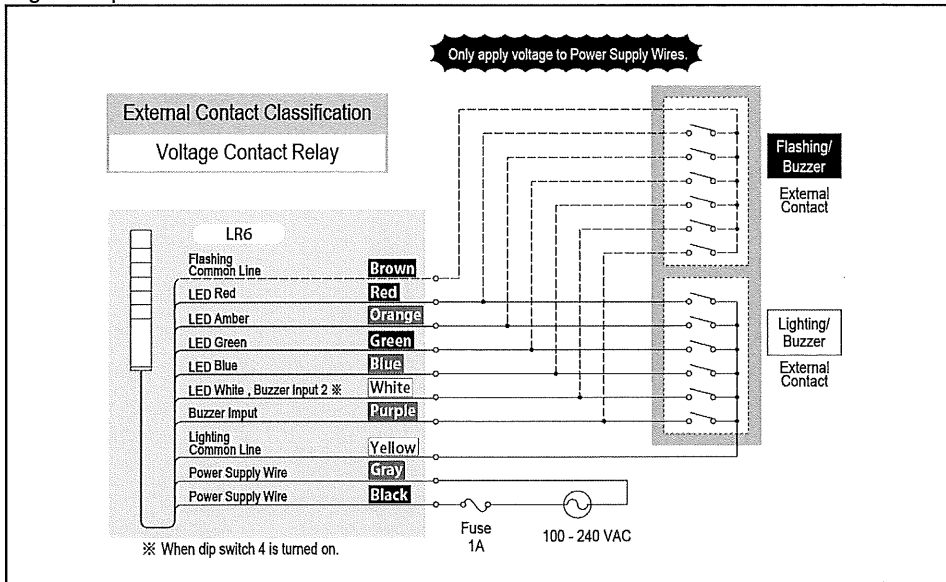 Only apply voltage to Power Supply Wires.
External Contact Classification
Voltage Contact Relay
Flashing/
Buzzer
External
Contact
LR6
Flashing
Common Line
Brown
LED Red
Red
LED Amber
Orange
LED Green
Green
LED Blue
Blue
LED White , Buzzer Input 2 ※
White
Buzzer Imput
Purple
Lighting
Common Line
Yellow
Power Supply Wire
Gray
Power Supply Wire
Black
Lighting/
Buzzer
External
Contact
Fuse
1A
100 - 240 VAC
※ When dip switch 4 is turned on.